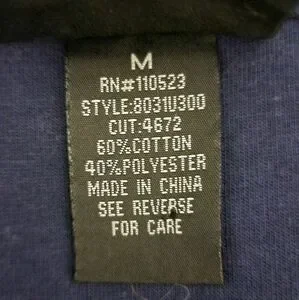 M
RN#110523
STYLE:8031U300
CUT:4672
60%COTTON
40%POLYESTER
MADE IN CHINA
SEE REVERSE
FOR CARE